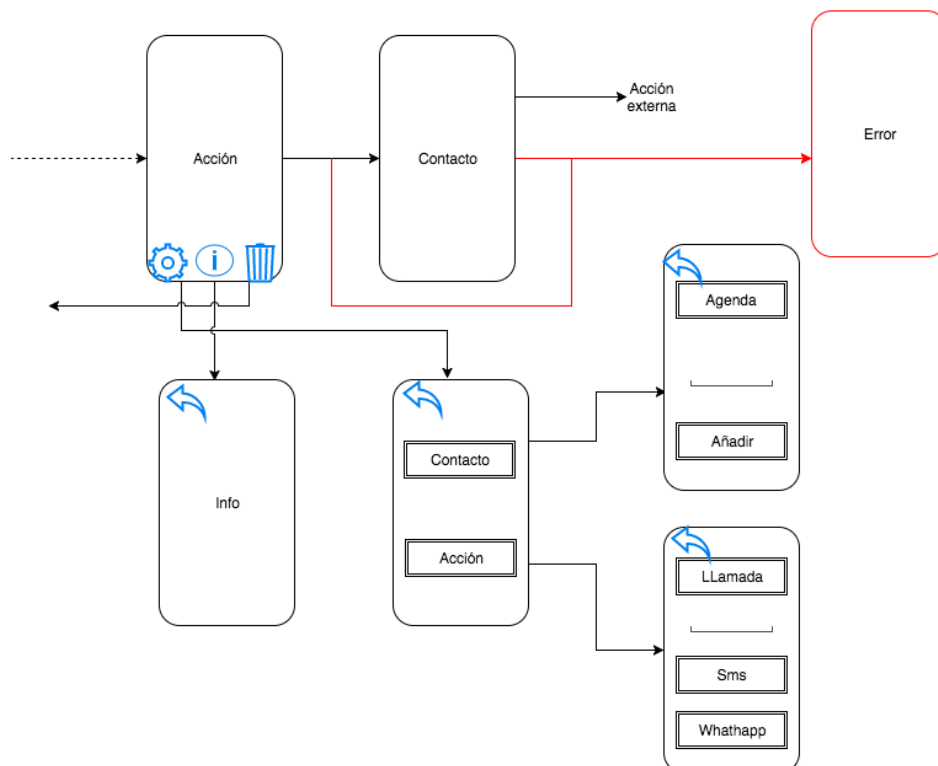 Acción
Contacto
Acción
externa
Error
i
Agenda
Añadir
Info
Contacto
Acción
LLamada
Sms
Whathapp